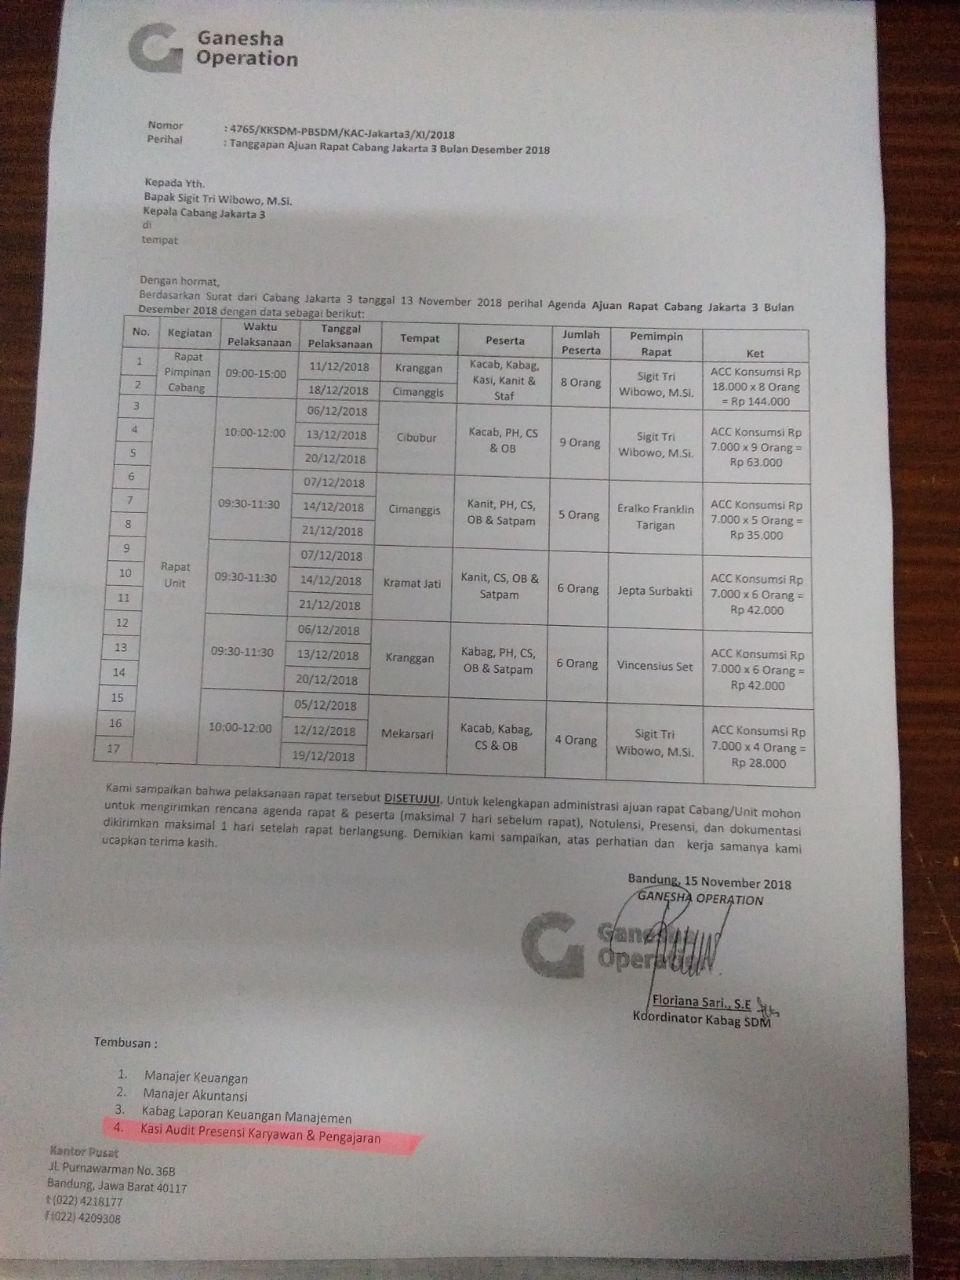 Ganesha
Operation
Nomor : 4765/KKSDM-PBSDM/KAC-Jakarta3/XI/2018
Perihal : Tanggapan Ajuan Rapat Cabang Jakarta 3 Bulan Desember 2018
Kepada Yth.
Bapak Sigit Tri Wibowo, M.Si.
Kepala Cabang Jakarta 3
di
tempat
Dengan hormat,
Berdasarkan Surat dari Cabang Jakarta 3 tanggal 13 November 2018 perihal Agenda Ajuan Rapat Cabang Jakarta 3 Bulan
Desember 2018 dengan data sebagai berikut:
No. Kegiatan Waktu Pelaksanaan Tanggal Pelaksanaan Tempat Peserta Jumlah Peserta Pemimpin Rapat Ket
1 Rapat Pimpinan Cabang 09:00-15:00 11/12/2018 Kranggan Kacab, Kabag, Kasi, Kanit & Staf 8 Orang Sigit Tri Wibowo, M.Si. ACC Konsumsi Rp 18.000 x 8 Orang = Rp 144.000
2 18/12/2018 Cimanggis
3 Rapat Unit 10:00-12:00 06/12/2018 Cibubur Kacab, PH, CS & OB 9 Orang Sigit Tri Wibowo, M.Si. ACC Konsumsi Rp 7.000 x 9 Orang = Rp 63.000
4 13/12/2018
5 20/12/2018
6 09:30-11:30 07/12/2018 Cimanggis Kanit, PH, CS, OB & Satpam 5 Orang Eralko Franklin Tarigan ACC Konsumsi Rp 7.000 x 5 Orang = Rp 35.000
7 14/12/2018
8 21/12/2018
9 09:30-11:30 07/12/2018 Kramat Jati Kanit, CS, OB & Satpam 6 Orang Jepta Surbakti ACC Konsumsi Rp 7.000 x 6 Orang = Rp 42.000
10 14/12/2018
11 21/12/2018
12 09:30-11:30 06/12/2018 Kranggan Kabag, PH, CS, OB & Satpam 6 Orang Vincensius Set ACC Konsumsi Rp 7.000 x 6 Orang = Rp 42.000
13 13/12/2018
14 20/12/2018
15 10:00-12:00 05/12/2018 Mekarsari Kacab, Kabag, CS & OB 4 Orang Sigit Tri Wibowo, M.Si. ACC Konsumsi Rp 7.000 x 4 Orang = Rp 28.000
16 12/12/2018
17 19/12/2018
Kami sampaikan bahwa pelaksanaan rapat tersebut DISETUJUI. Untuk kelengkapan administrasi ajuan rapat Cabang/Unit mohon
untuk mengirimkan rencana agenda rapat & peserta (maksimal 7 hari sebelum rapat), Notulensi, Presensi, dan dokumentasi
dikirimkan maksimal 1 hari setelah rapat berlangsung. Demikian kami sampaikan, atas perhatian dan kerja samanya kami
ucapkan terima kasih.
Bandung, 15 November 2018
GANESHA OPERATION
Ganesha
Operation
Floriana Sari., S.E
Koordinator Kabag SDM
Tembusan :
1. Manajer Keuangan
2. Manajer Akuntansi
3. Kabag Laporan Keuangan Manajemen
4. Kasi Audit Presensi Karyawan & Pengajaran
Kantor Pusat
Jl. Purnawarman No. 36B
Bandung, Jawa Barat 40117
t (022) 4218177
f (022) 4209308